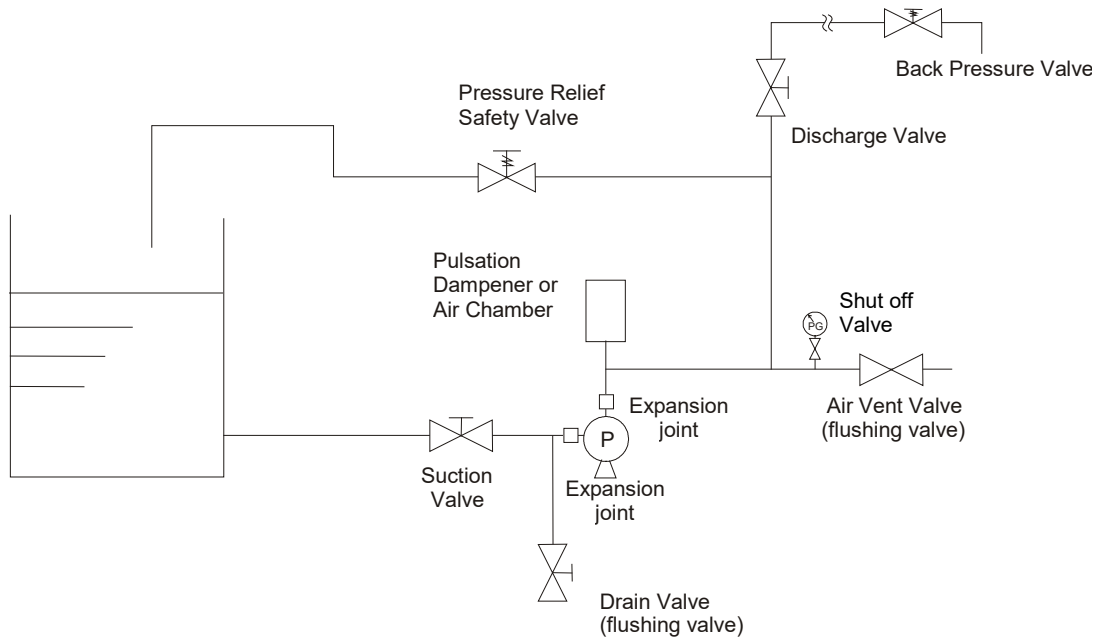 Back Pressure Valve
Pressure Relief
Safety Valve
Discharge Valve
Pulsation
Dampener or
Air Chamber
Shut off
Valve
PG
Expansion
joint
Air Vent Valve
(flushing valve)
P
Suction
Valve
Expansion
joint
Drain Valve
(flushing valve)